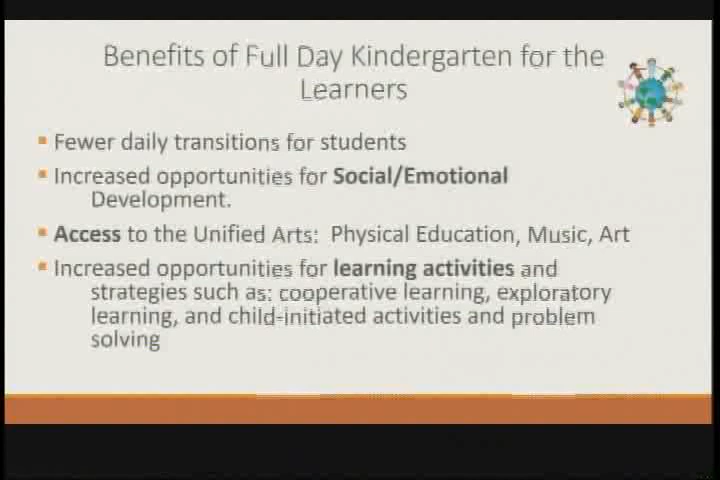 Benefits of Full Day Kindergarten for the
Learners
Fewer daily transitions for students
Increased opportunities for Social/Emotional
Development.
Access to the Unified Arts: Physical Education, Music, Art
Increased opportunities for learning activities and
strategies such as: cooperative learning, exploratory
learning, and child-initiated activities and problem
solving